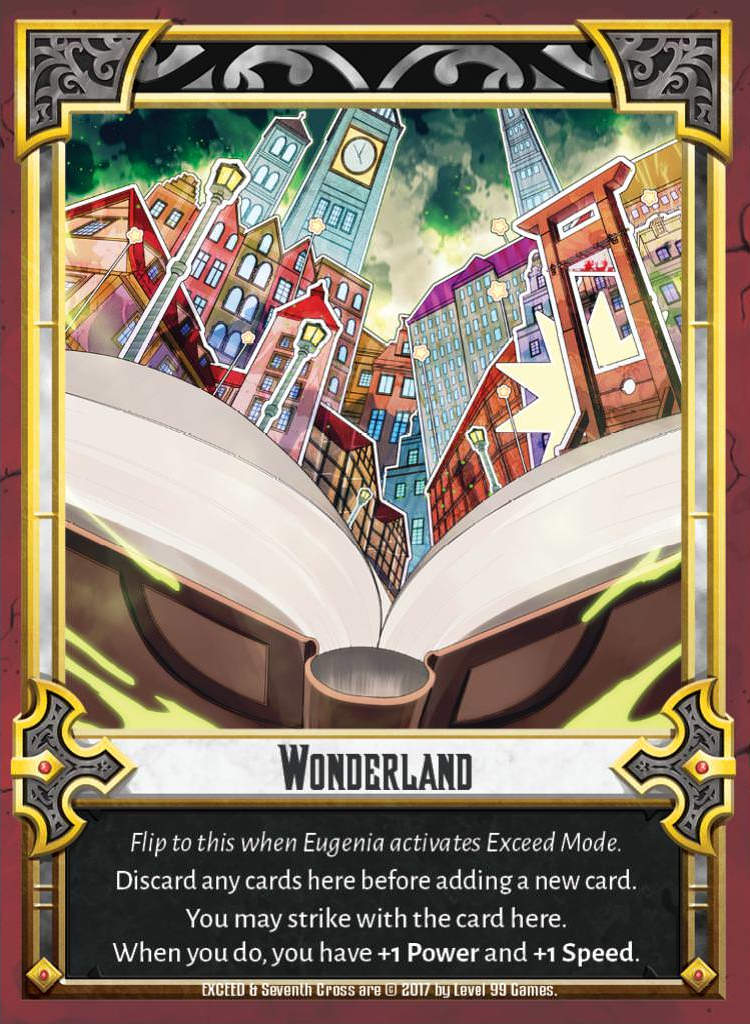 Wonderland
Flip to this when Eugenia activates Exceed Mode.
Discard any cards here before adding a new card.
You may strike with the card here.
When you do, you have +1 Power and +1 Speed.
EXCEED & Seventh Cross are © 2017 by Level 99 Games.